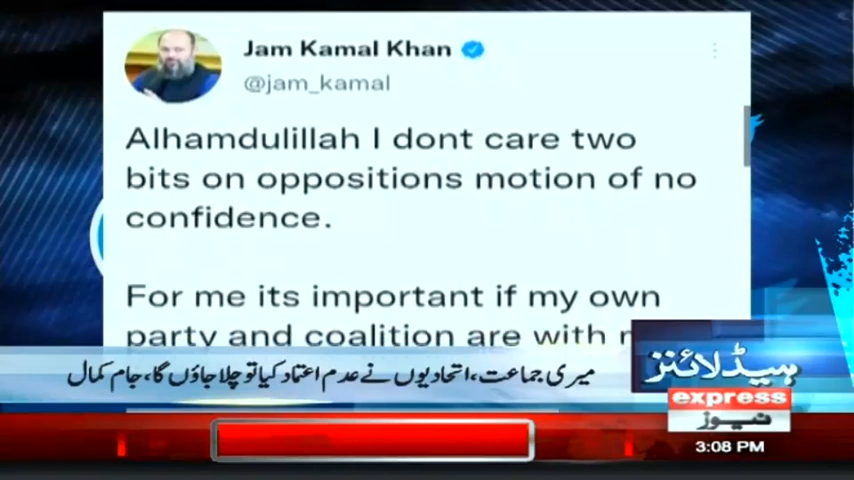 Jam Kamal Khan
@jam_kamal
Alhamdulillah I dont care two
bits on oppositions motion of no
confidence.
For me its important if my own
party and coalition are with
میری جماعت، اتحادیوں نے عدم اعتماد کیا تو چلا جاؤں گا، جام کمال
ہیڈلائنز
express
نیوز
3:08 PM